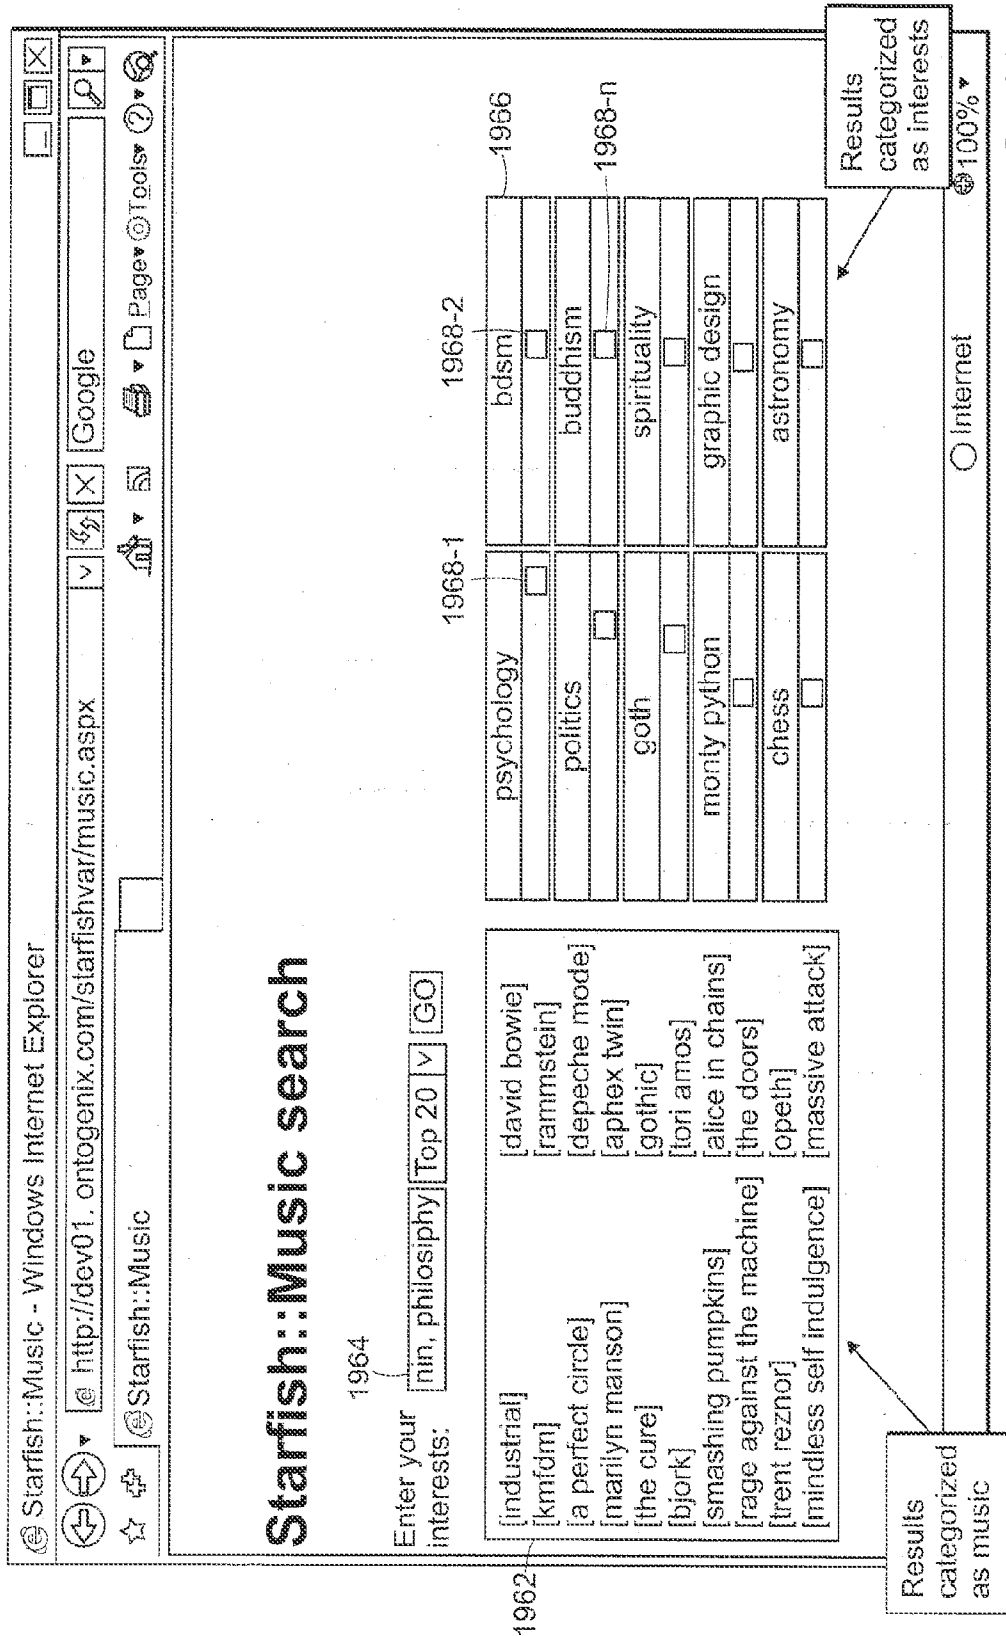 Starfish::Music - Windows Internet Explorer
http://dev01. ontogenix.com/starfishvar/music.aspx
Google
Starfish::Music
Page
Tools
Starfish::Music search
1964
Enter your
interests:
nin, philosiphy
Top 20
GO
1962
[industrial]
[kmfdm]
[a perfect circle]
[marilyn manson]
[the cure]
[bjork]
[smashing pumpkins]
[rage against the machine]
[trent reznor]
[mindless self indulgence]
[david bowie]
[rammstein]
[depeche mode]
[aphex twin]
[gothic]
[tori amos]
[alice in chains]
[the doors]
[opeth]
[massive attack]
1968-1
1968-2
1966
1968-n
psychology
bdsm
politics
buddhism
goth
spirituality
monty python
graphic design
chess
astronomy
Results
categorized
as music
Results
categorized
as interests
Internet
100%